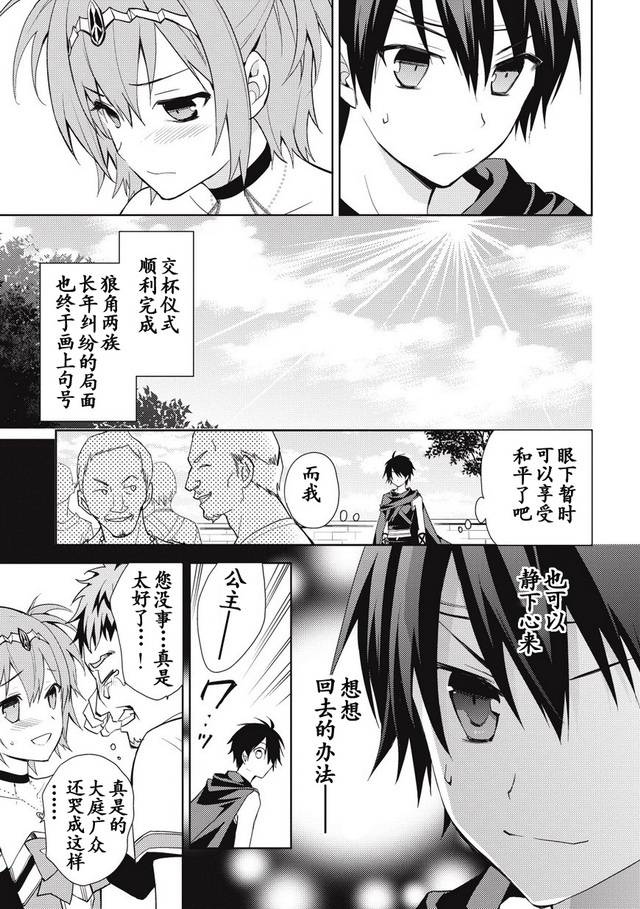 交杯仪式
顺利完成
狼角两族
长年纠纷的局面
也终于画上句号
眼下暂时
可以享受
和平了吧
而我
也可以
静下心来
想想
回去的办法——
公主——
ワ
您没事…真是
太好了……!
真是的
大庭广众
还哭成这样